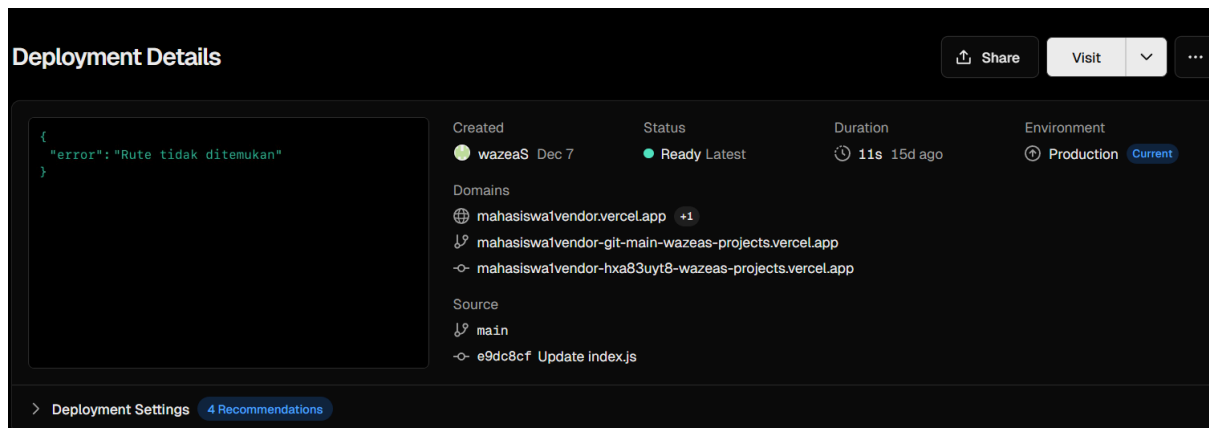 Deployment Details
Share
Visit
{
"error": "Rute tidak ditemukan"
}
Created
wazeaS Dec 7
Status
Ready Latest
Duration
11s 15d ago
Environment
Production Current
Domains
mahasiswa1vendor.vercel.app +1
mahasiswa1vendor-git-main-wazeas-projects.vercel.app
mahasiswa1vendor-hxa83uyt8-wazeas-projects.vercel.app
Source
main
e9dc8cf Update index.js
Deployment Settings 4 Recommendations